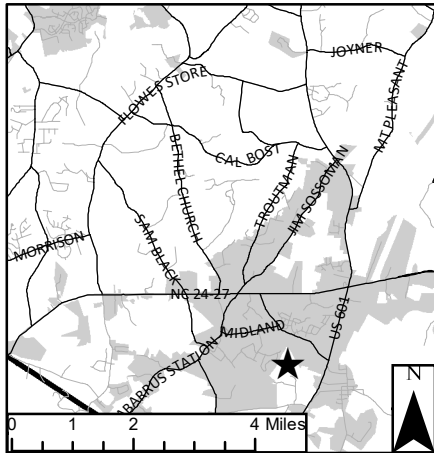 JOYNER
FLOWES STORE
MT PLEASANT
BETHEL CHURCH
CAL BOST
TROUTMAN
JIM SOSSOMAN
MORRISON
SAM BLACK
NC 24-27
US 601
MIDLAND
ABARRUS STATION
N
0 1 2 4 Miles